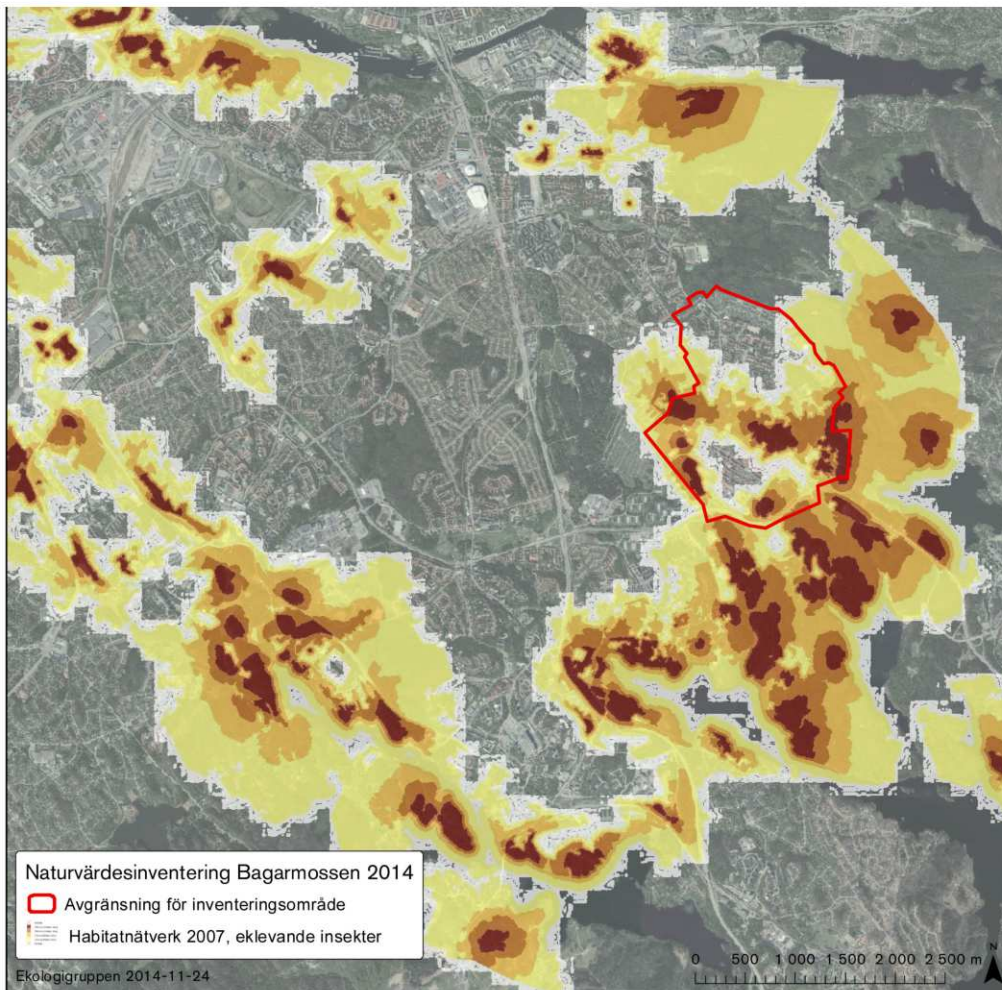 Naturvärdesinventering Bagarmossen 2014
Avgränsning för inventeringsområde
Habitatnätverk 2007, eklevande insekter
Ekologigruppen 2014-11-24
0 500 1 000 1 500 2 000 2 500 m
N